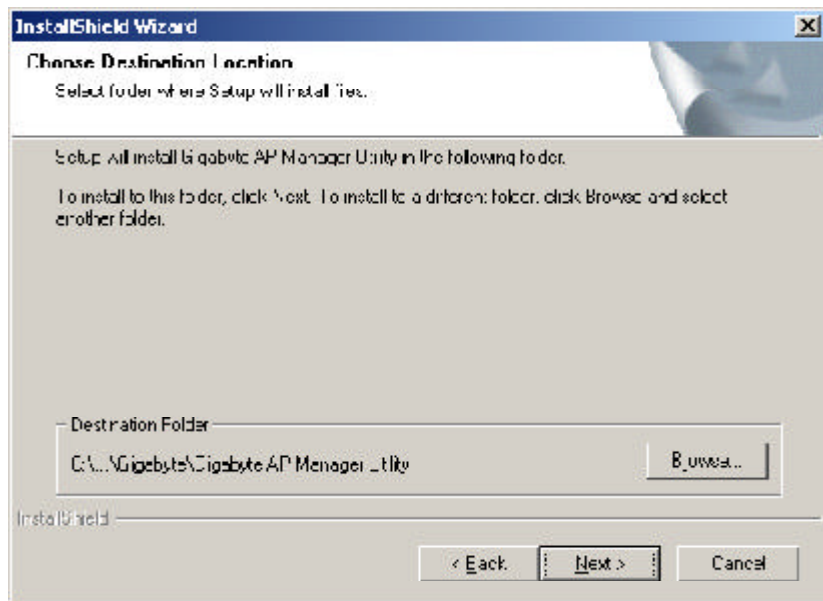 InstallShield Wizard
Choose Destination Location
Select folder where Setup will install files.
Setup will install Gigabyte AP Manager Utility in the following folder.
To install to this folder, click Next. To install to a different folder, click Browse and select
another folder.
Destination Folder
C:\...\Gigabyte\Gigabyte AP Manager Utility
Browse...
InstallShield
< Back
Next >
Cancel